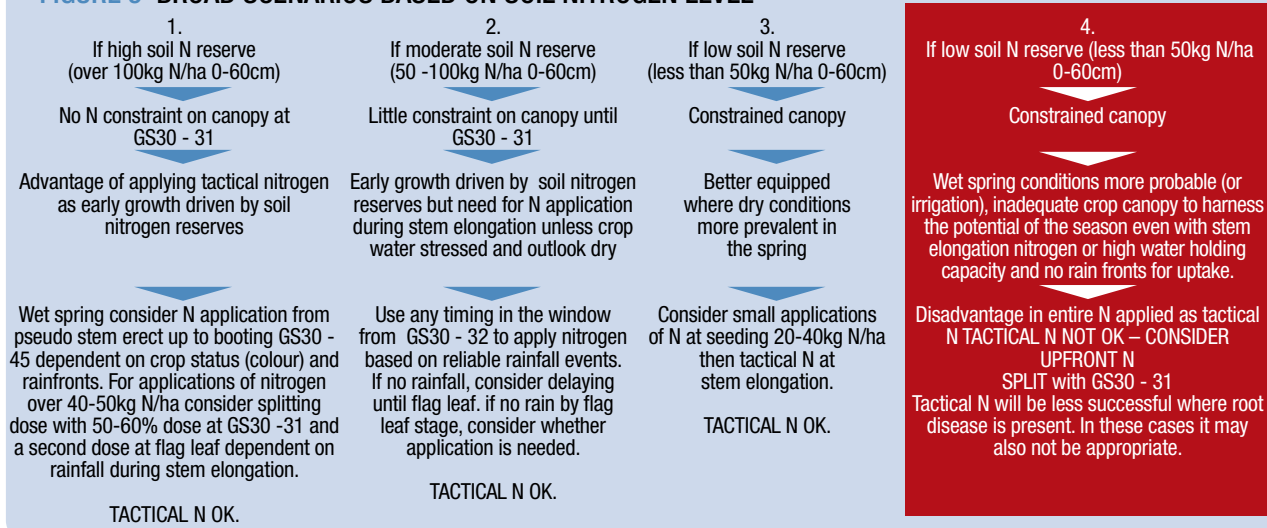 FIGURE 3 BROAD SCENARIOS BASED ON SOIL NITROGEN LEVEL
1.
If high soil N reserve
(over 100kg N/ha 0-60cm)
No N constraint on canopy at
GS30 - 31
Advantage of applying tactical nitrogen
as early growth driven by soil
nitrogen reserves
Wet spring consider N application from
pseudo stem erect up to booting GS30 -
45 dependent on crop status (colour) and
rainfronts. For applications of nitrogen
over 40-50kg N/ha consider splitting
dose with 50-60% dose at GS30 -31 and
a second dose at flag leaf dependent on
rainfall during stem elongation.
TACTICAL N OK.
2.
If moderate soil N reserve
(50 -100kg N/ha 0-60cm)
Little constraint on canopy until
GS30 - 31
Early growth driven by soil nitrogen
reserves but need for N application
during stem elongation unless crop
water stressed and outlook dry
Use any timing in the window
from GS30 - 32 to apply nitrogen
based on reliable rainfall events.
If no rainfall, consider delaying
until flag leaf. if no rain by flag
leaf stage, consider whether
application is needed.
TACTICAL N OK.
3.
If low soil N reserve
(less than 50kg N/ha 0-60cm)
Constrained canopy
Better equipped
where dry conditions
more prevalent in
the spring
Consider small applications
of N at seeding 20-40kg N/ha
then tactical N at
stem elongation.
TACTICAL N OK.
4.
If low soil N reserve (less than 50kg N/ha
0-60cm)
Constrained canopy
Wet spring conditions more probable (or
irrigation), inadequate crop canopy to harness
the potential of the season even with stem
elongation nitrogen or high water holding
capacity and no rain fronts for uptake.
Disadvantage in entire N applied as tactical
N TACTICAL N NOT OK – CONSIDER
UPFRONT N
SPLIT with GS30 - 31
Tactical N will be less successful where root
disease is present. In these cases it may
also not be appropriate.